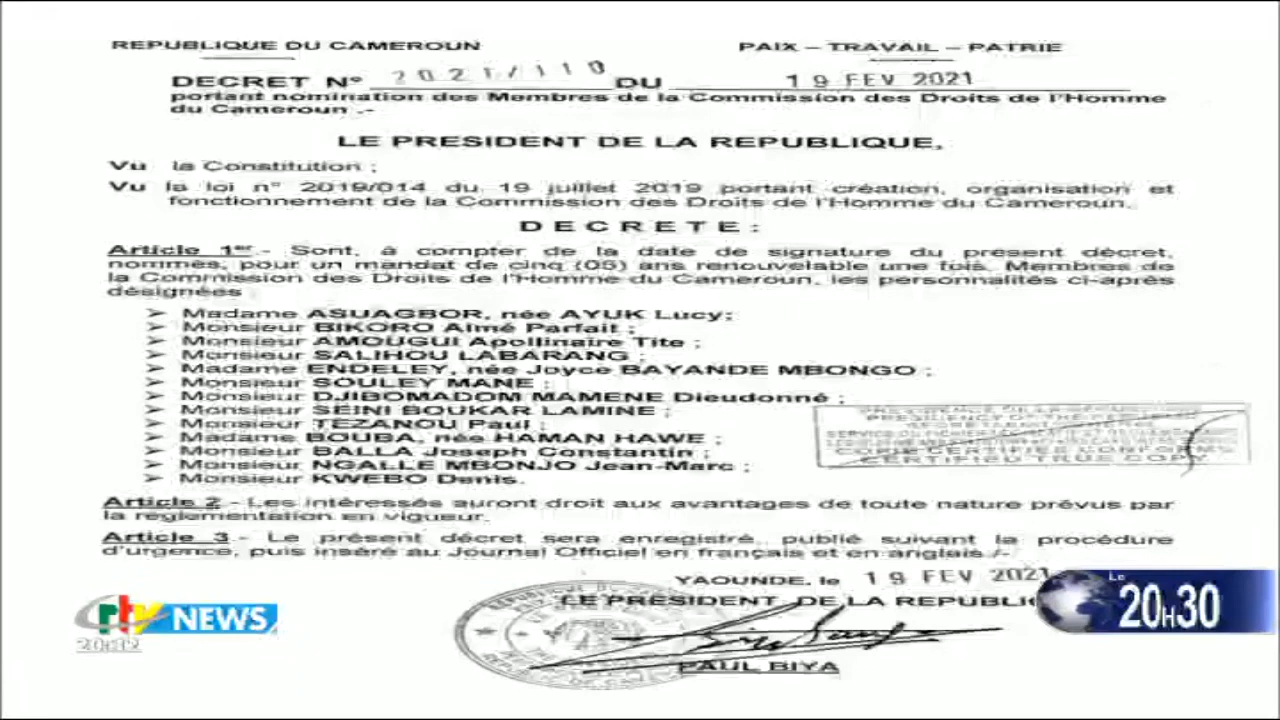 REPUBLIQUE DU CAMEROUN
PAIX – TRAVAIL – PATRIE
DECRET N° 2021/110 DU 19 FEV 2021
portant nomination des Membres de la Commission des Droits de l'Homme
du Cameroun.-
LE PRESIDENT DE LA REPUBLIQUE,
Vu la Constitution ;
Vu la loi n° 2019/014 du 19 juillet 2019 portant création, organisation et
fonctionnement de la Commission des Droits de l'Homme du Cameroun,
DECRETE :
Article 1er.- Sont, à compter de la date de signature du présent décret,
nommés, pour un mandat de cinq (05) ans renouvelable une fois, Membres de
la Commission des Droits de l'Homme du Cameroun, les personnalités ci-après
désignées :
➢ Madame ASUAGBOR, née AYUK Lucy;
➢ Monsieur BIKORO Aimé Parfait ;
➢ Monsieur AMOUGUI Apollinaire Tite ;
➢ Monsieur SALIHOU LABARANG ;
➢ Madame ENDELEY, née Joyce BAYANDE MBONGO ;
➢ Monsieur SOULEY MANE ;
➢ Monsieur DJIBOMADOM MAMENE Dieudonné ;
➢ Monsieur SEINI BOUKAR LAMINE ;
➢ Monsieur TEZANOU Paul ;
➢ Madame BOUBA, née HAMAN HAWE ;
➢ Monsieur BALLA Joseph Constantin ;
➢ Monsieur NGALLE MBONJO Jean-Marc ;
➢ Monsieur KWEBO Denis.
COPIE CERTIFIEE CONFORME
CERTIFIED TRUE COPY
Article 2.- Les intéressés auront droit aux avantages de toute nature prévus par
la réglementation en vigueur.
Article 3.- Le présent décret sera enregistré, publié suivant la procédure
d'urgence, puis inséré au Journal Officiel en français et en anglais./-
YAOUNDE, le 19 FEV 2021
LE PRESIDENT DE LA REPUBLI
PAUL BIYA
NEWS
Le
20H30